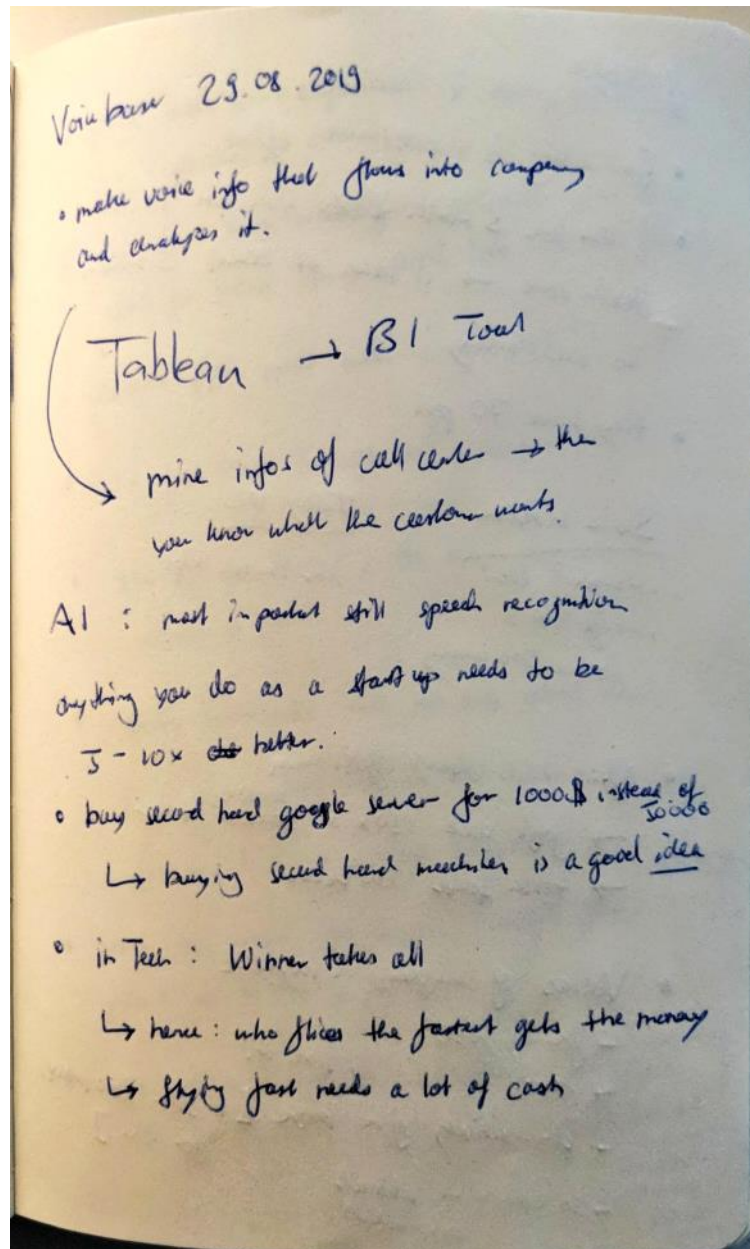 Voicebase 29.08.2019
• make voice info that flows into company
and analyzes it.
Tableau → BI Tool
mine infos of call center → then
you know what the customer wants.
AI : most important still speech recognition
anything you do as a start up needs to be
5-10x better.
• buy second hand google server for 1000$ instead of
50000
↳ buying second hand machines is a good idea
• in Tech : Winner takes all
↳ hence : who flies the fastest gets the money
↳ flying fast needs a lot of cash